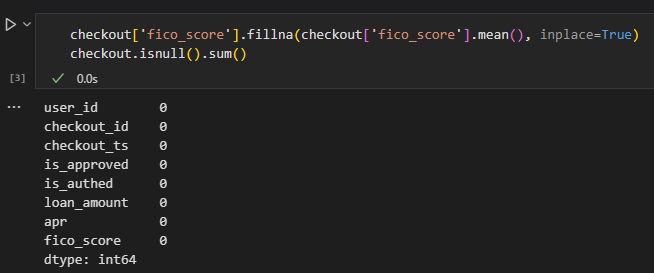 checkout['fico_score'].fillna(checkout['fico_score'].mean(), inplace=True)
checkout.isnull().sum()
[3] 0.0s
... user_id 0
checkout_id 0
checkout_ts 0
is_approved 0
is_authed 0
loan_amount 0
apr 0
fico_score 0
dtype: int64